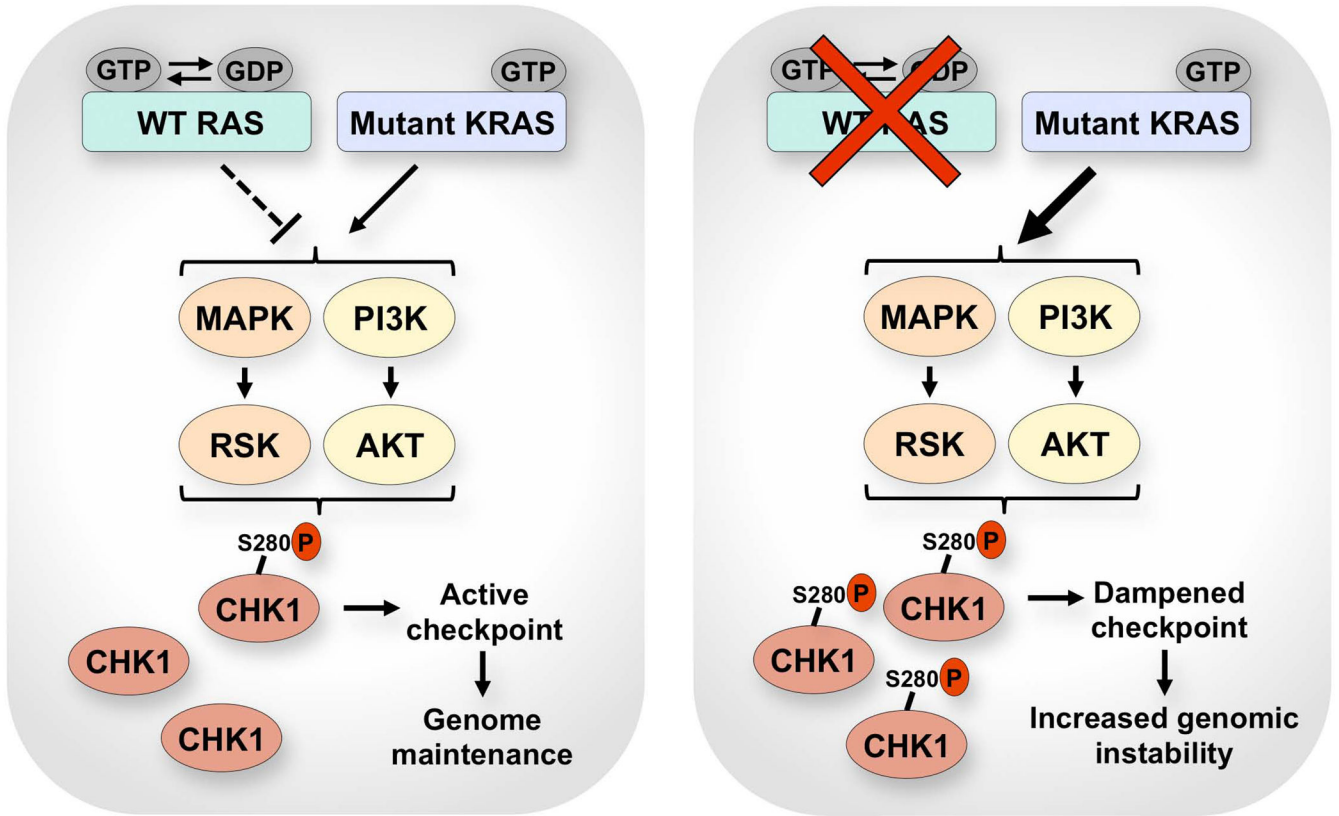 GTP GDP
GTP
WT RAS
Mutant KRAS
MAPK
PI3K
RSK
AKT
S280 P
CHK1
CHK1
CHK1
Active
checkpoint
Genome
maintenance
GTP GDP
GTP
WT RAS
Mutant KRAS
MAPK
PI3K
RSK
AKT
S280 P
CHK1
S280 P
CHK1
S280 P
CHK1
Dampened
checkpoint
Increased genomic
instability